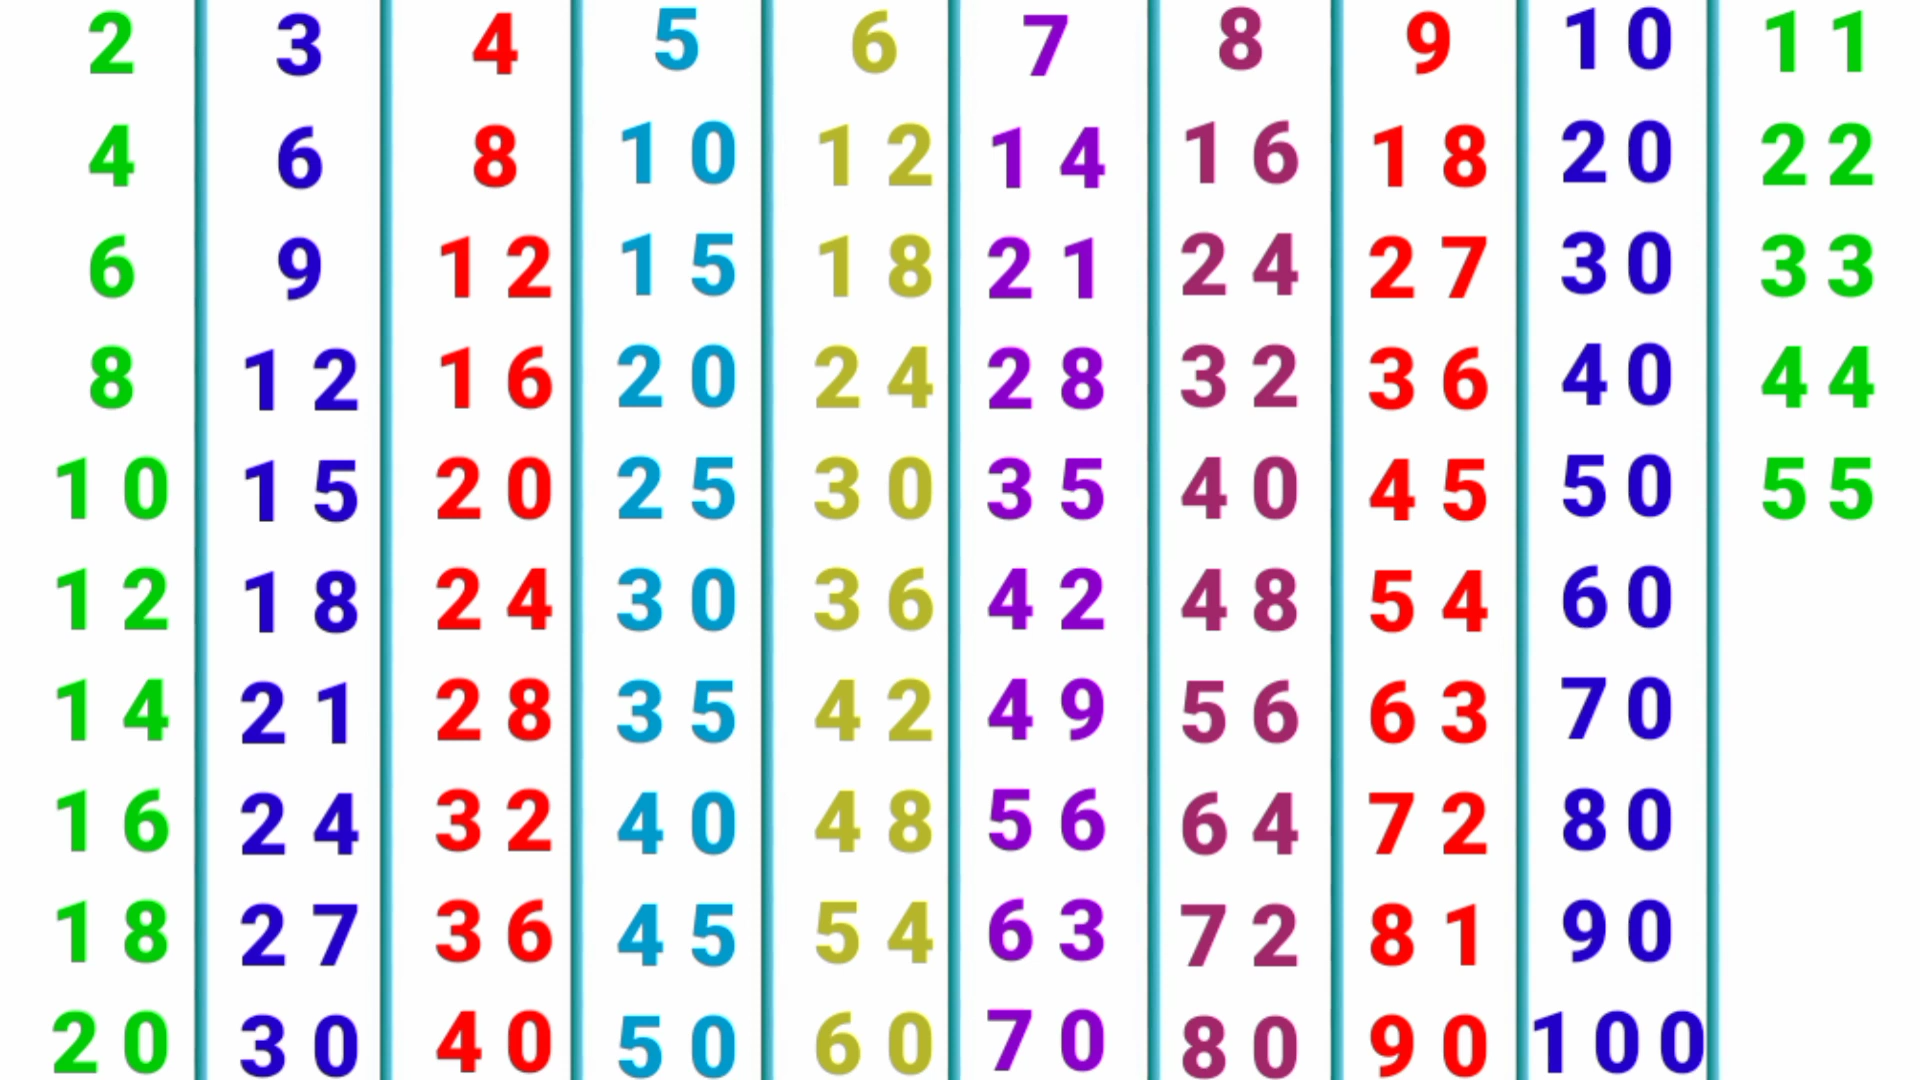 2 3 4 5 6 7 8 9 10 11
4 6 8 10 12 14 16 18 20 22
6 9 12 15 18 21 24 27 30 33
8 12 16 20 24 28 32 36 40 44
10 15 20 25 30 35 40 45 50 55
12 18 24 30 36 42 48 54 60
14 21 28 35 42 49 56 63 70
16 24 32 40 48 56 64 72 80
18 27 36 45 54 63 72 81 90
20 30 40 50 60 70 80 90 100